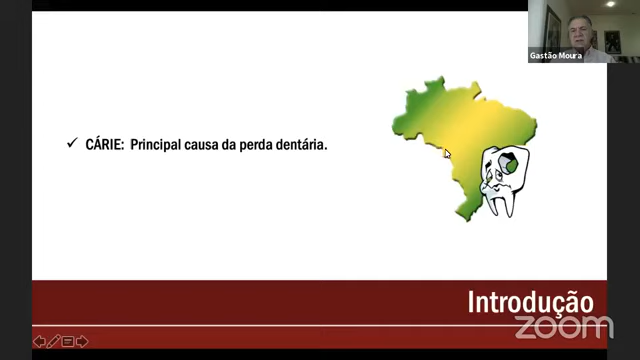 Gastão Moura
✓ CÁRIE: Principal causa da perda dentária.
Introdução
zoom